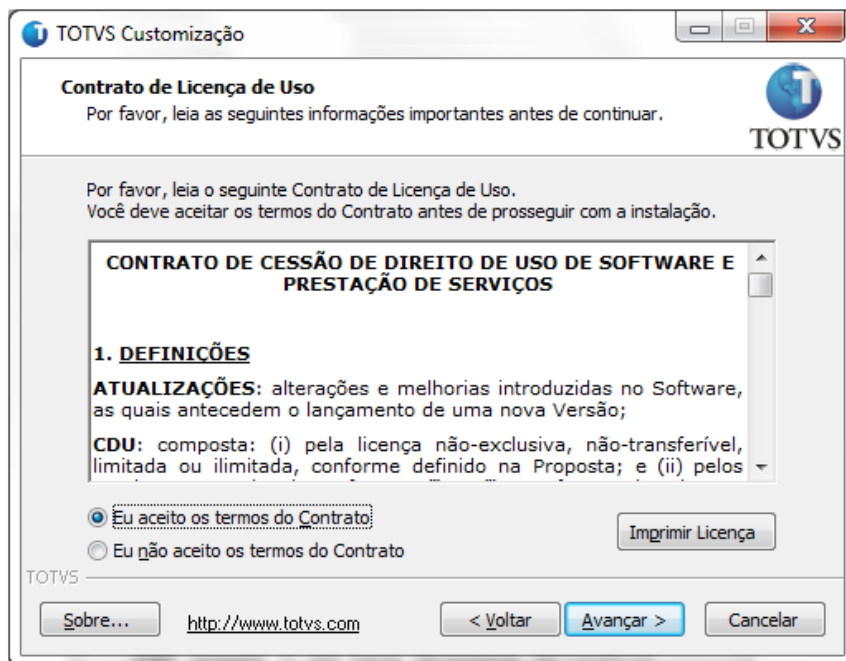 TOTVS Customização
Contrato de Licença de Uso
Por favor, leia as seguintes informações importantes antes de continuar.
TOTVS
Por favor, leia o seguinte Contrato de Licença de Uso.
Você deve aceitar os termos do Contrato antes de prosseguir com a instalação.
CONTRATO DE CESSÃO DE DIREITO DE USO DE SOFTWARE E
PRESTAÇÃO DE SERVIÇOS
1. DEFINIÇÕES
ATUALIZAÇÕES: alterações e melhorias introduzidas no Software,
as quais antecedem o lançamento de uma nova Versão;
CDU: composta: (i) pela licença não-exclusiva, não-transferível,
limitada ou ilimitada, conforme definido na Proposta; e (ii) pelos
Eu aceito os termos do Contrato
Imprimir Licença
Eu não aceito os termos do Contrato
TOTVS
Sobre...
http://www.totvs.com
< Voltar
Avançar >
Cancelar